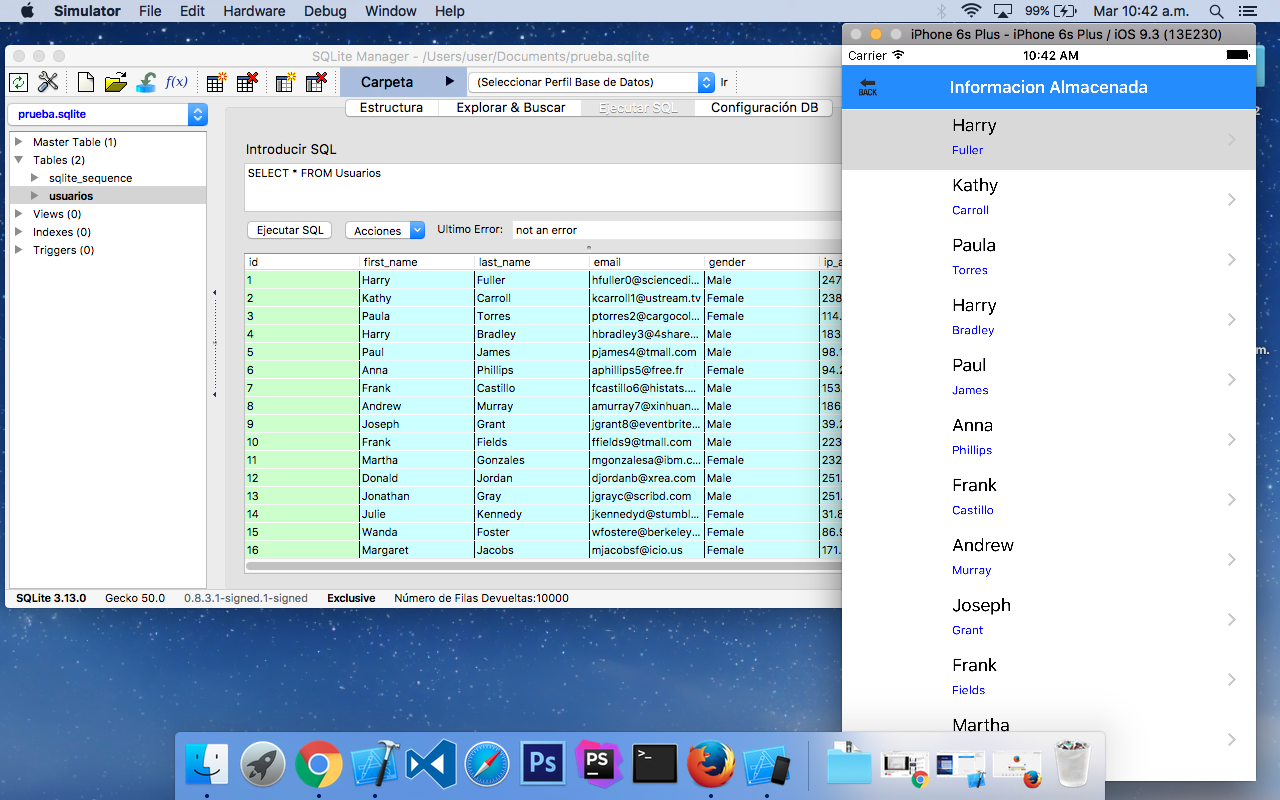 Simulator File Edit Hardware Debug Window Help 99% Mar 10:42 a.m.
SQLite Manager - /Users/user/Documents/prueba.sqlite
f(x) Carpeta (Seleccionar Perfil Base de Datos) Ir
prueba.sqlite
Estructura Explorar & Buscar Ejecutar SQL Configuración DB
Master Table (1)
Tables (2)
sqlite_sequence
usuarios
Views (0)
Indexes (0)
Triggers (0)
Introducir SQL
SELECT * FROM Usuarios
Ejecutar SQL Acciones Ultimo Error: not an error
id first_name last_name email gender ip_a
1 Harry Fuller hfuller0@sciencedi... Male 247
2 Kathy Carroll kcarroll1@ustream.tv Female 238
3 Paula Torres ptorres2@cargocol... Female 114.
4 Harry Bradley hbradley3@4share... Male 183
5 Paul James pjames4@tmall.com Male 98.1
6 Anna Phillips aphillips5@free.fr Female 94.2
7 Frank Castillo fcastillo6@histats.... Male 153.
8 Andrew Murray amurray7@xinhuan... Male 186
9 Joseph Grant jgrant8@eventbrite... Male 39.2
10 Frank Fields ffields9@tmall.com Male 223
11 Martha Gonzales mgonzalesa@ibm.c... Female 232
12 Donald Jordan djordanb@xrea.com Male 251.
13 Jonathan Gray jgrayc@scribd.com Male 251.
14 Julie Kennedy jkennedyd@stumbl... Female 31.8
15 Wanda Foster wfostere@berkeley... Female 86.9
16 Margaret Jacobs mjacobsf@icio.us Female 171.
SQLite 3.13.0 Gecko 50.0 0.8.3.1-signed.1-signed Exclusive Número de Filas Devueltas:10000
iPhone 6s Plus - iPhone 6s Plus / iOS 9.3 (13E230)
Carrier 10:42 AM
BACK Informacion Almacenada
Harry
Fuller
Kathy
Carroll
Paula
Torres
Harry
Bradley
Paul
James
Anna
Phillips
Frank
Castillo
Andrew
Murray
Joseph
Grant
Frank
Fields
Martha
2
m.
Ps PS >_